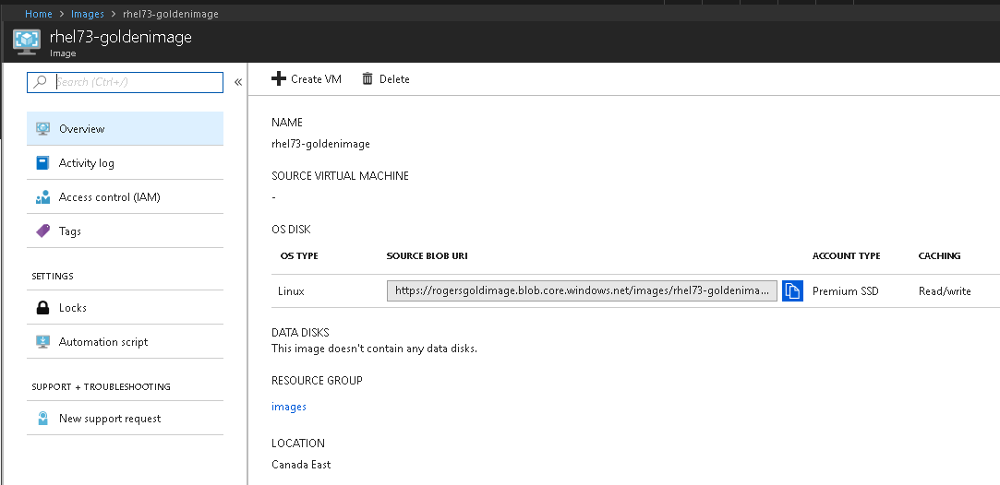 Home > Images > rhel73-goldenimage
rhel73-goldenimage
Image
Search (Ctrl+/)
«
Overview
Activity log
Access control (IAM)
Tags
SETTINGS
Locks
Automation script
SUPPORT + TROUBLESHOOTING
New support request
Create VM Delete
NAME
rhel73-goldenimage
SOURCE VIRTUAL MACHINE
-
OS DISK
OS TYPE SOURCE BLOB URI ACCOUNT TYPE CACHING
Linux https://rogersgoldimage.blob.core.windows.net/images/rhel73-goldenima... Premium SSD Read/write
DATA DISKS
This image doesn't contain any data disks.
RESOURCE GROUP
images
LOCATION
Canada East